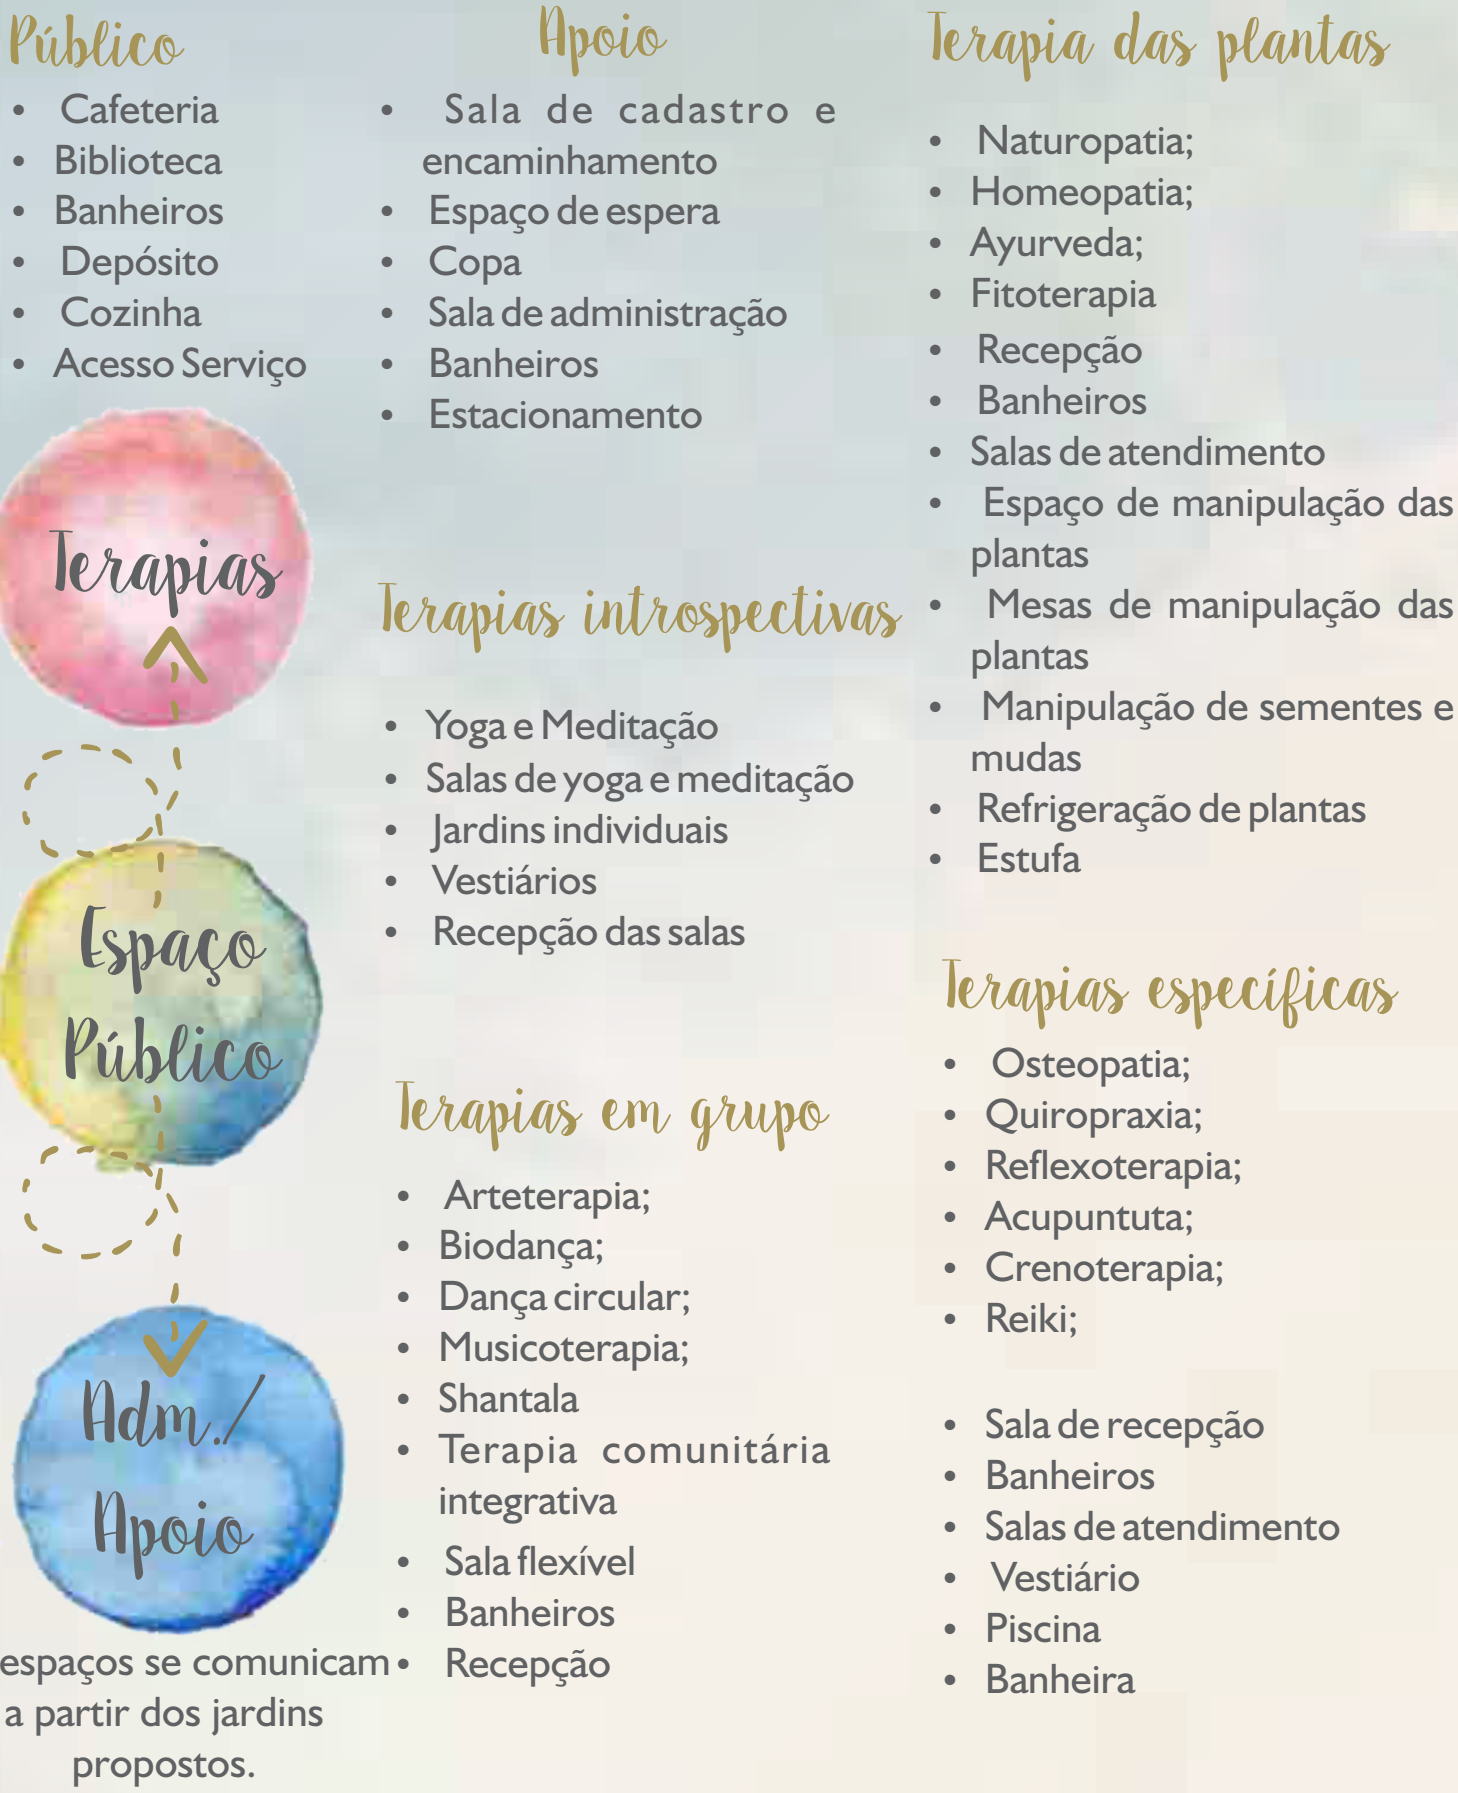 Público
• Cafeteria
• Biblioteca
• Banheiros
• Depósito
• Cozinha
• Acesso Serviço
Terapias
Espaço
Público
Adm./
Apoio
espaços se comunicam
a partir dos jardins
propostos.
Apoio
• Sala de cadastro e
encaminhamento
• Espaço de espera
• Copa
• Sala de administração
• Banheiros
• Estacionamento
Terapias introspectivas
• Yoga e Meditação
• Salas de yoga e meditação
• Jardins individuais
• Vestiários
• Recepção das salas
Terapias em grupo
• Arteterapia;
• Biodança;
• Dança circular;
• Musicoterapia;
• Shantala
• Terapia comunitária
integrativa
• Sala flexível
• Banheiros
• Recepção
Terapia das plantas
• Naturopatia;
• Homeopatia;
• Ayurveda;
• Fitoterapia
• Recepção
• Banheiros
• Salas de atendimento
• Espaço de manipulação das
plantas
• Mesas de manipulação das
plantas
• Manipulação de sementes e
mudas
• Refrigeração de plantas
• Estufa
Terapias específicas
• Osteopatia;
• Quiropraxia;
• Reflexoterapia;
• Acupuntuta;
• Crenoterapia;
• Reiki;
• Sala de recepção
• Banheiros
• Salas de atendimento
• Vestiário
• Piscina
• Banheira